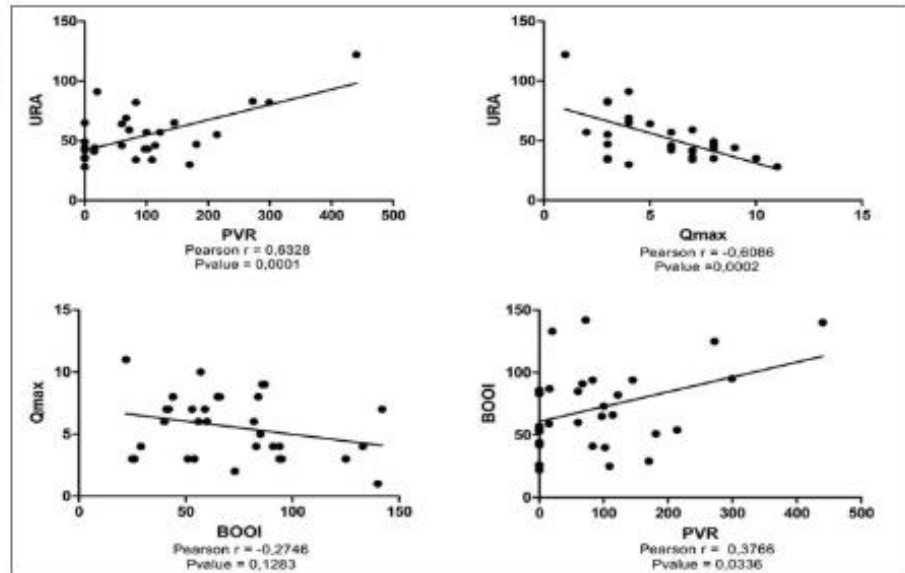 150
100
50
0
URA
0
100
200
300
400
500
PVR
Pearson r = 0,6328
Pvalue = 0,0001
150
100
50
0
URA
0
5
10
15
Qmax
Pearson r = -0,6086
Pvalue =0,0002
15
10
5
0
Qmax
0
50
100
150
BOOI
Pearson r = -0,2746
Pvalue = 0,1283
150
100
50
0
BOOI
0
100
200
300
400
500
PVR
Pearson r = 0,3766
Pvalue = 0,0336